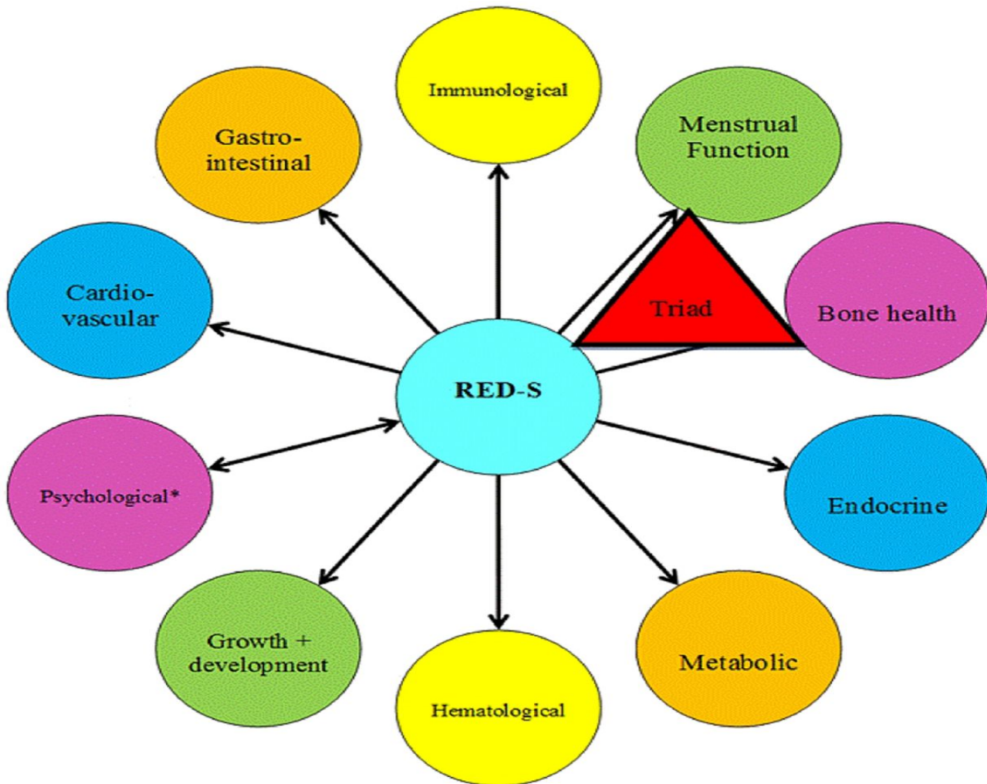 Immunological
Menstrual
Function
Gastro-
intestinal
Cardio-
vascular
Triad
Bone health
RED-S
Psychological*
Endocrine
Growth +
development
Metabolic
Hematological